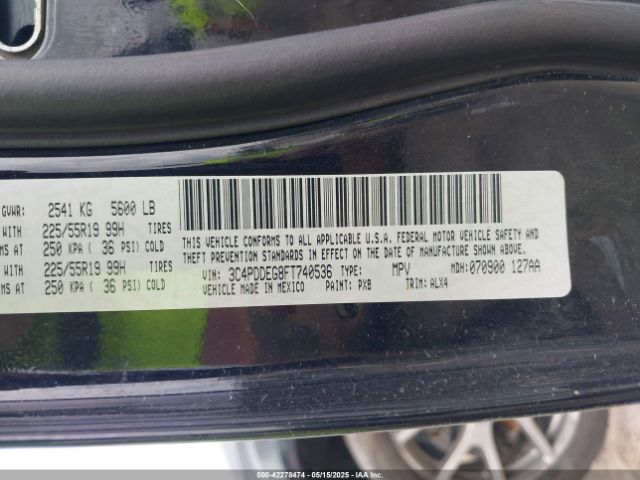 GVWR: 2541 KG 5600 LB
WITH 225/55R19 99H TIRES
MS AT 250 KPA ( 36 PSI) COLD
WITH 225/55R19 99H TIRES
MS AT 250 KPA ( 36 PSI) COLD
THIS VEHICLE CONFORMS TO ALL APPLICABLE U.S.A. FEDERAL MOTOR VEHICLE SAFETY AND
THEFT PREVENTION STANDARDS IN EFFECT ON THE DATE OF MANUFACTURE SHOWN ABOVE.
VIN: 3C4PDDEG8FT740536 TYPE: MPV MDH: 070900 127AA
VEHICLE MADE IN MEXICO PAINT: PX8 TRIM: ALX4
000-42278474 - 05/15/2025 - IAAI.COM